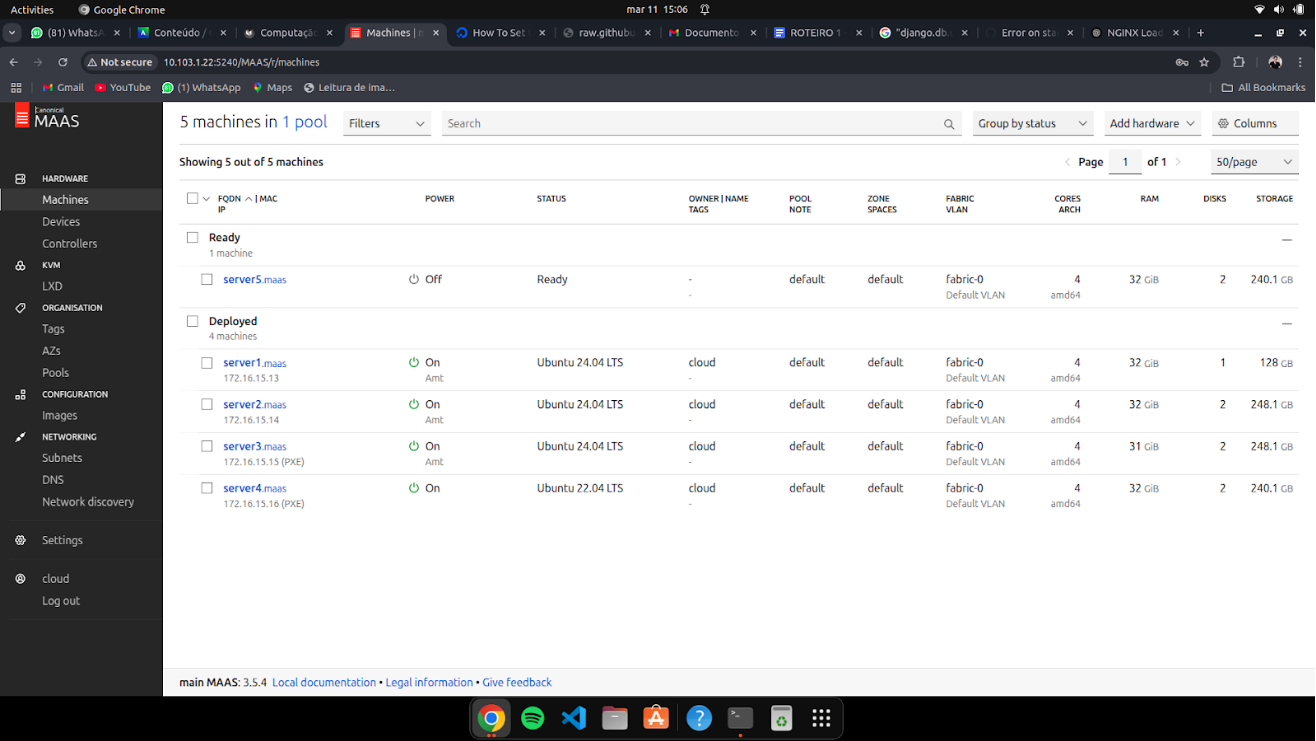 Activities Google Chrome mar 11 15:06
(81) WhatsA Conteúdo / Computação Machines | m How To Set raw.githubu Documento ROTEIRO 1 "django.db. Error on sta NGINX Load
Not secure 10.103.1.22:5240/MAAS/r/machines
Gmail YouTube (1) WhatsApp Maps Leitura de ima… All Bookmarks
Canonical
MAAS
HARDWARE
Machines
Devices
Controllers
KVM
LXD
ORGANISATION
Tags
AZs
Pools
CONFIGURATION
Images
NETWORKING
Subnets
DNS
Network discovery
Settings
cloud
Log out
5 machines in 1 pool Filters Search Group by status Add hardware Columns
Showing 5 out of 5 machines Page 1 of 1 50/page
FQDN | MAC POWER STATUS OWNER | NAME POOL ZONE FABRIC CORES RAM DISKS STORAGE
IP TAGS NOTE SPACES VLAN ARCH
Ready
1 machine
server5.maas Off Ready - default default fabric-0 4 32 GiB 2 240.1 GB
- Default VLAN amd64
Deployed
4 machines
server1.maas On Ubuntu 24.04 LTS cloud default default fabric-0 4 32 GiB 1 128 GB
172.16.15.13 Amt - Default VLAN amd64
server2.maas On Ubuntu 24.04 LTS cloud default default fabric-0 4 32 GiB 2 248.1 GB
172.16.15.14 Amt - Default VLAN amd64
server3.maas On Ubuntu 24.04 LTS cloud default default fabric-0 4 31 GiB 2 248.1 GB
172.16.15.15 (PXE) Amt - Default VLAN amd64
server4.maas On Ubuntu 22.04 LTS cloud default default fabric-0 4 32 GiB 2 240.1 GB
172.16.15.16 (PXE) - Default VLAN amd64
main MAAS: 3.5.4 Local documentation • Legal information • Give feedback